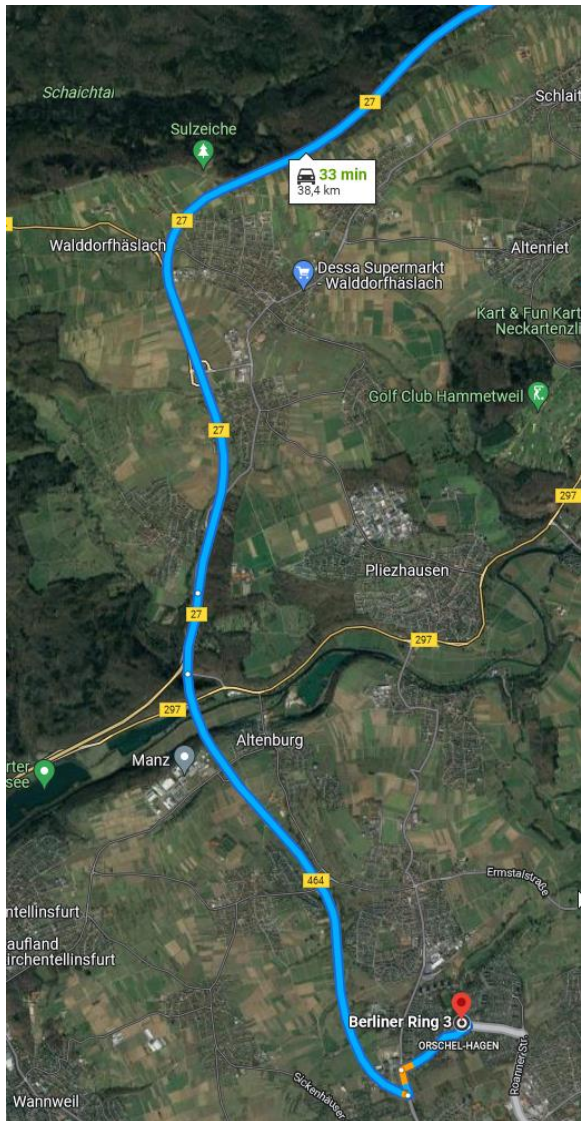 27
Schaichtal
Schlait
Sulzeiche
33 min
38,4 km
27
Walddorfhäslach
Altenriet
Dessa Supermarkt
- Walddorfhäslach
Kart & Fun Kart
Neckartenzli
Golf Club Hammetweil
27
297
Pliezhausen
27
297
297
Altenburg
Manz
rter
see
464
Ermstalstraße
ntellinsfurt
aufland
irchentellinsfurt
Berliner Ring 3
ORSCHEL-HAGEN
Roanner Str.
Sickenhäuser
Wannweil